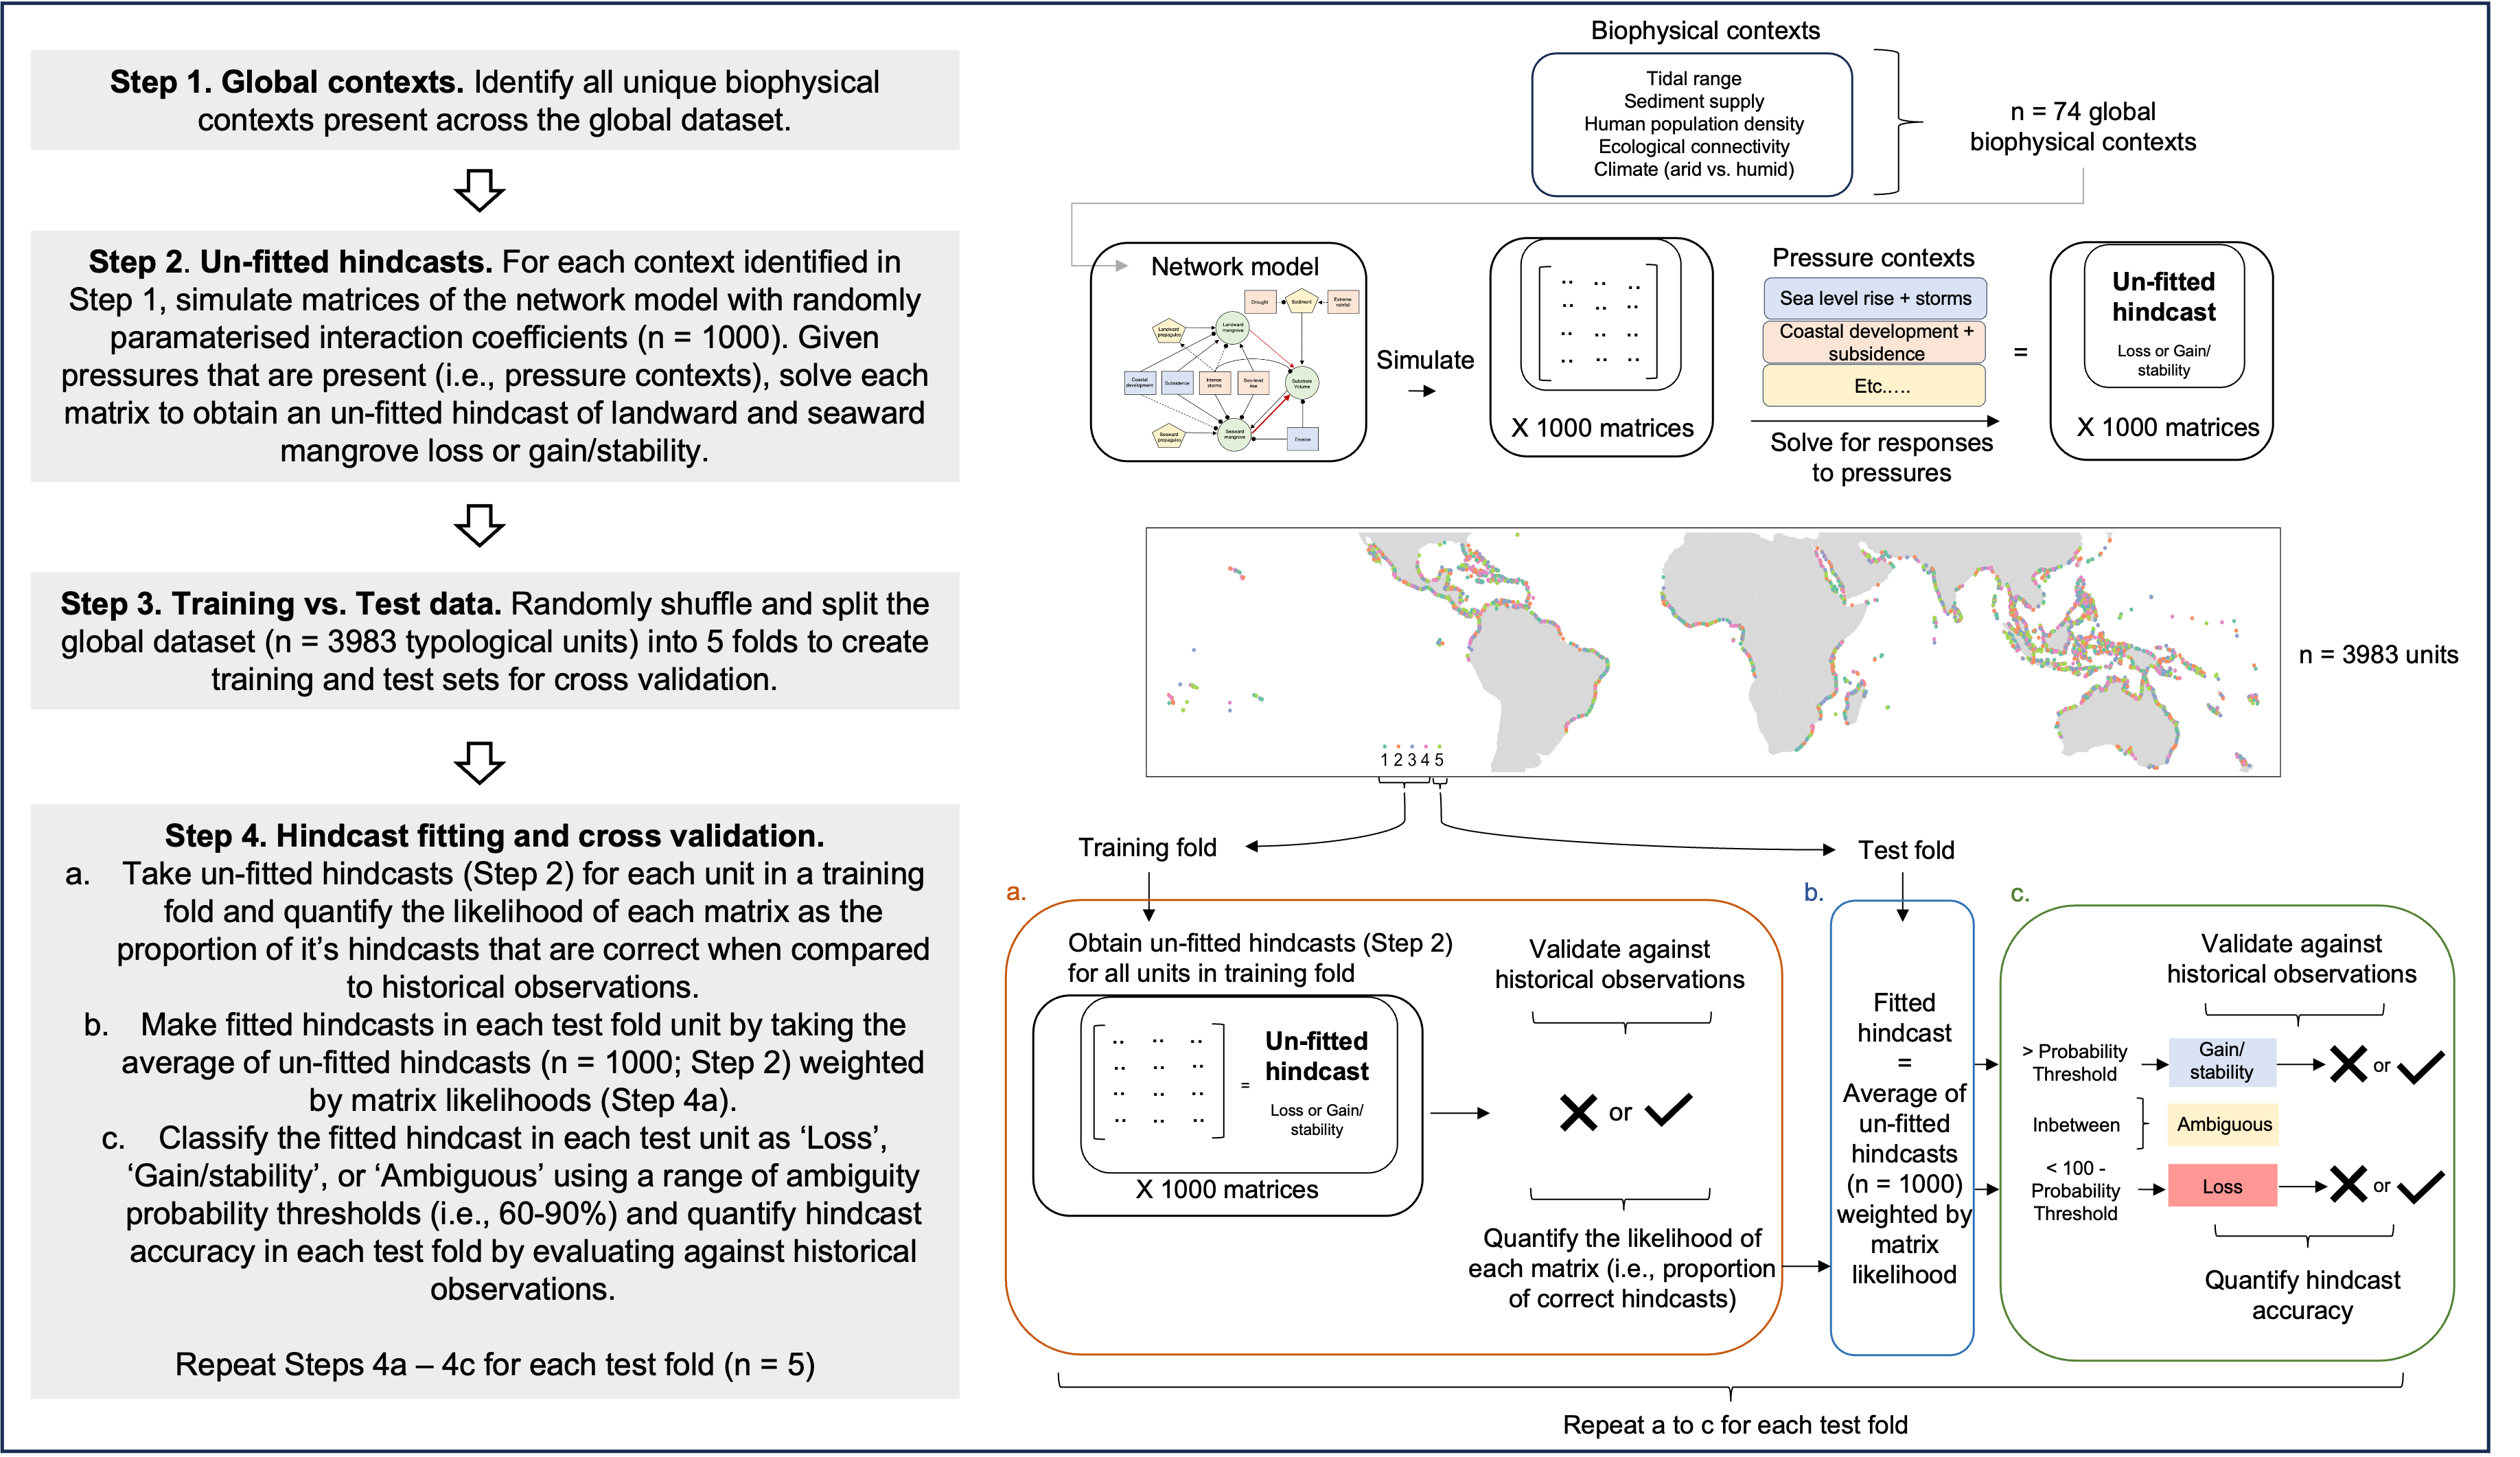 Step 1. Global contexts. Identify all unique biophysical
contexts present across the global dataset.
Step 2. Un-fitted hindcasts. For each context identified in
Step 1, simulate matrices of the network model with randomly
paramaterised interaction coefficients (n = 1000). Given
pressures that are present (i.e., pressure contexts), solve each
matrix to obtain an un-fitted hindcast of landward and seaward
mangrove loss or gain/stability.
Step 3. Training vs. Test data. Randomly shuffle and split the
global dataset (n = 3983 typological units) into 5 folds to create
training and test sets for cross validation.
Step 4. Hindcast fitting and cross validation.
a. Take un-fitted hindcasts (Step 2) for each unit in a training
fold and quantify the likelihood of each matrix as the
proportion of it's hindcasts that are correct when compared
to historical observations.
b. Make fitted hindcasts in each test fold unit by taking the
average of un-fitted hindcasts (n = 1000; Step 2) weighted
by matrix likelihoods (Step 4a).
c. Classify the fitted hindcast in each test unit as ‘Loss’,
‘Gain/stability’, or ‘Ambiguous’ using a range of ambiguity
probability thresholds (i.e., 60-90%) and quantify hindcast
accuracy in each test fold by evaluating against historical
observations.
Repeat Steps 4a – 4c for each test fold (n = 5)
Biophysical contexts
Tidal range
Sediment supply
Human population density
Ecological connectivity
Climate (arid vs. humid)
n = 74 global
biophysical contexts
Network model
Drought
Sediment
Extreme
rainfall
Landward
propagules
Landward
mangrove
Coastal
development
Subsidence
Intense
storms
Sea-level
rise
Substrate
Volume
Seaward
propagules
Seaward
mangrove
Erosion
Simulate
X 1000 matrices
Pressure contexts
Sea level rise + storms
Coastal development +
subsidence
Etc.....
Solve for responses
to pressures
=
Un-fitted
hindcast
Loss or Gain/
stability
X 1000 matrices
1 2 3 4 5
n = 3983 units
Training fold
Test fold
a.
Obtain un-fitted hindcasts (Step 2)
for all units in training fold
=
Un-fitted
hindcast
Loss or Gain/
stability
X 1000 matrices
Validate against
historical observations
or
Quantify the likelihood of
each matrix (i.e., proportion
of correct hindcasts)
b.
Fitted
hindcast
=
Average of
un-fitted
hindcasts
(n = 1000)
weighted by
matrix
likelihood
c.
Validate against
historical observations
> Probability
Threshold
Gain/
stability
or
Inbetween
Ambiguous
< 100 -
Probability
Threshold
Loss
or
Quantify hindcast
accuracy
Repeat a to c for each test fold